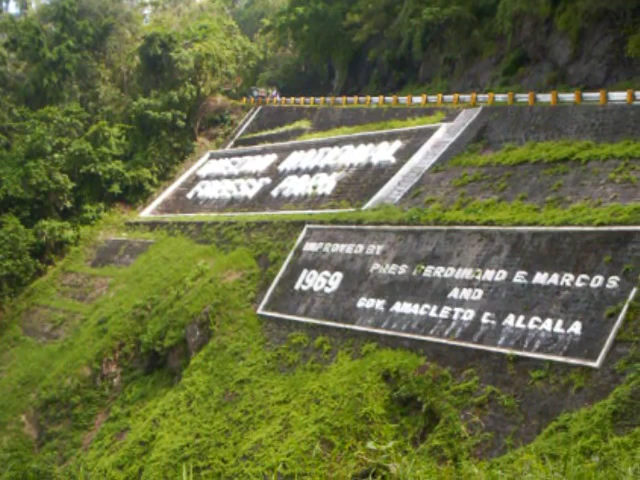 QUEZON NATIONAL
FOREST PARK
IMPROVED BY
1969 PRES. FERDINAND E. MARCOS
AND
GOV. ANACLETO C. ALCALA